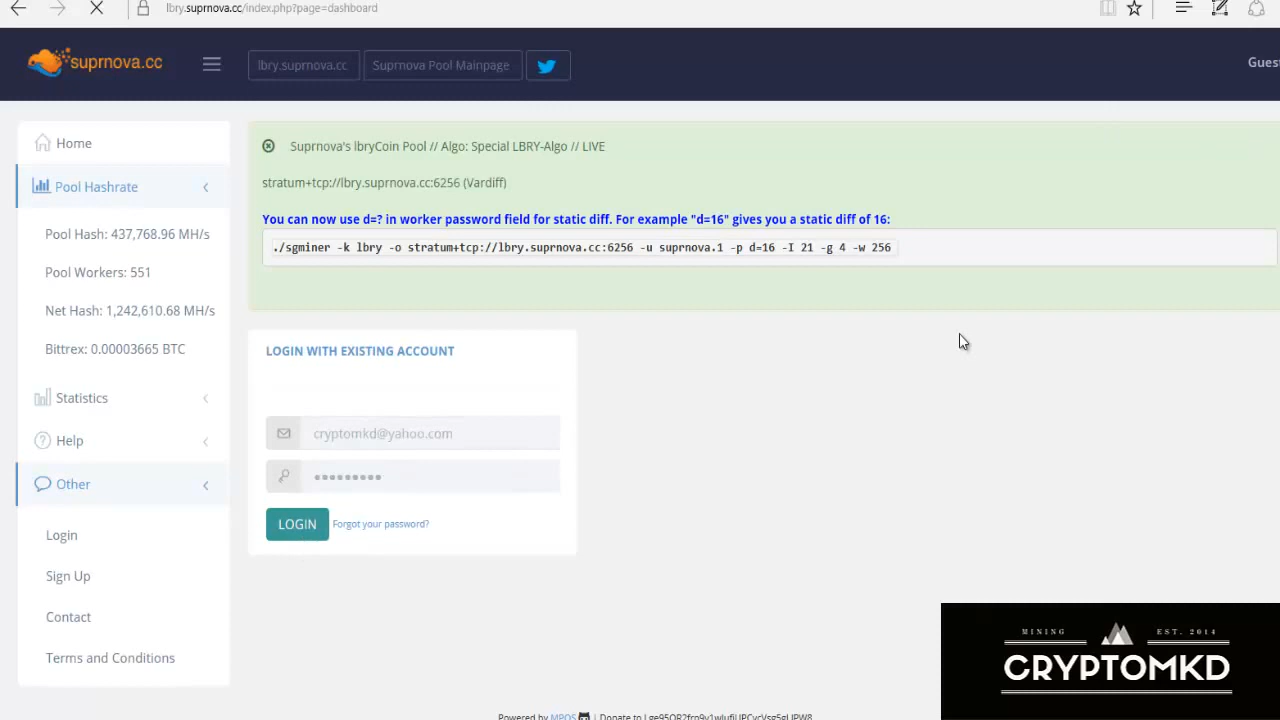 lbry.suprnova.cc/index.php?page=dashboard
suprnova.cc
lbry.suprnova.cc
Suprnova Pool Mainpage
Gues
Home
Pool Hashrate
Pool Hash: 437,768.96 MH/s
Pool Workers: 551
Net Hash: 1,242,610.68 MH/s
Bittrex: 0.00003665 BTC
Statistics
Help
Other
Login
Sign Up
Contact
Terms and Conditions
Suprnova's lbryCoin Pool // Algo: Special LBRY-Algo // LIVE
stratum+tcp://lbry.suprnova.cc:6256 (Vardiff)
You can now use d=? in worker password field for static diff. For example "d=16" gives you a static diff of 16:
./sgminer -k lbry -o stratum+tcp://lbry.suprnova.cc:6256 -u suprnova.1 -p d=16 -I 21 -g 4 -w 256
LOGIN WITH EXISTING ACCOUNT
cryptomkd@yahoo.com
LOGIN
Forgot your password?
MINING
EST. 2014
CRYPTOMKD
Powered by MPOS | Donate to